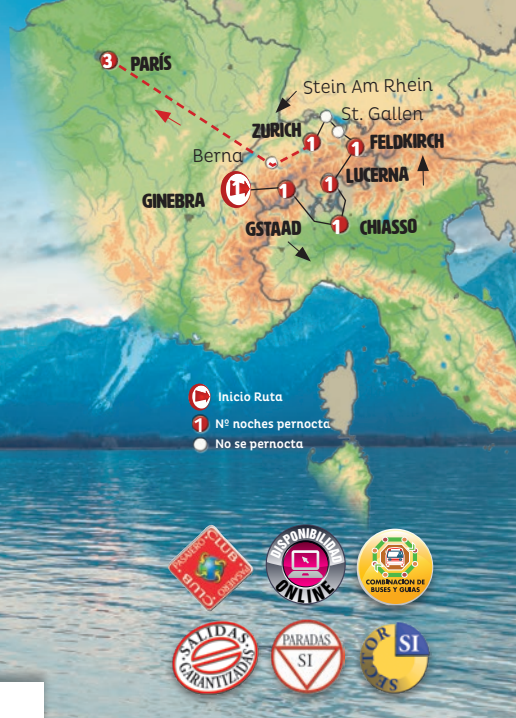 3 PARÍS
Stein Am Rhein
St. Gallen
ZURICH
1
1 FELDKIRCH
Berna
1 LUCERNA
1
1
GINEBRA
GSTAAD
1 CHIASSO
Inicio Ruta
1 Nº noches pernocta
No se pernocta
PASAJERO CLUB
PASAJERO CLUB
DISPONIBILIDAD
ONLINE
COMBINACION DE
BUSES Y GUIAS
SALIDAS
GARANTIZADAS
PARADAS
SI
SECTOR
SI